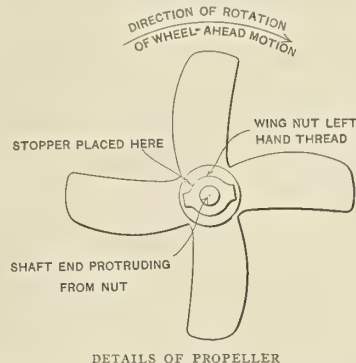 DIRECTION OF ROTATION
OF WHEEL-AHEAD MOTION
WING NUT LEFT
HAND THREAD
STOPPER PLACED HERE
SHAFT END PROTRUDING
FROM NUT
DETAILS OF PROPELLER